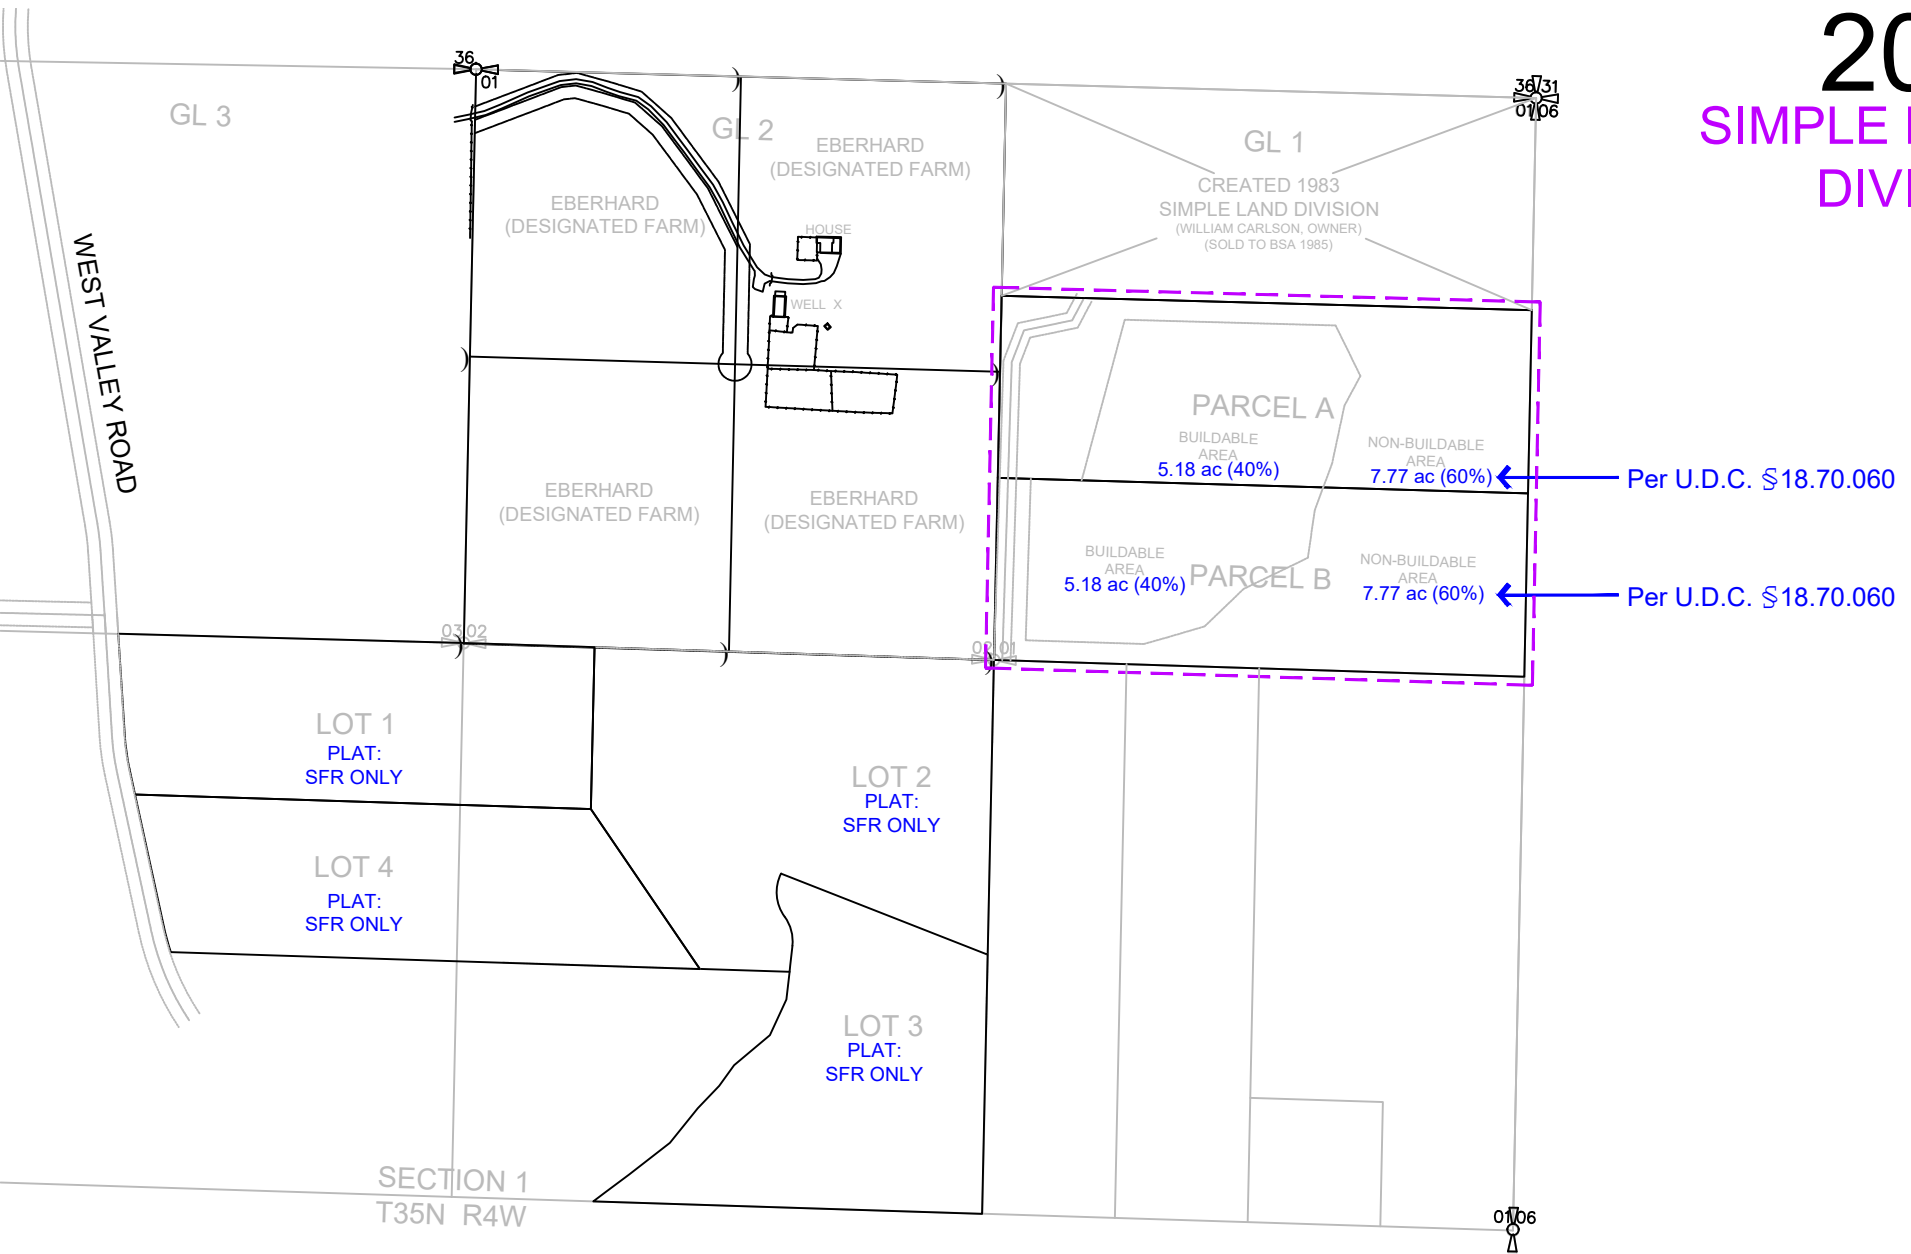 20
SIMPLE
DIVI
36
01
36 31
01 06
GL 3
GL 2
GL 1
EBERHARD
(DESIGNATED FARM)
EBERHARD
(DESIGNATED FARM)
CREATED 1983
SIMPLE LAND DIVISION
(WILLIAM CARLSON, OWNER)
(SOLD TO BSA 1985)
HOUSE
WELL X
WEST VALLEY ROAD
PARCEL A
BUILDABLE
AREA
5.18 ac (40%)
NON-BUILDABLE
AREA
7.77 ac (60%)
Per U.D.C. §18.70.060
EBERHARD
(DESIGNATED FARM)
EBERHARD
(DESIGNATED FARM)
BUILDABLE
AREA
5.18 ac (40%)
PARCEL B
NON-BUILDABLE
AREA
7.77 ac (60%)
Per U.D.C. §18.70.060
03 02
02 01
LOT 1
PLAT:
SFR ONLY
LOT 2
PLAT:
SFR ONLY
LOT 4
PLAT:
SFR ONLY
LOT 3
PLAT:
SFR ONLY
SECTION 1
T35N R4W
01 06